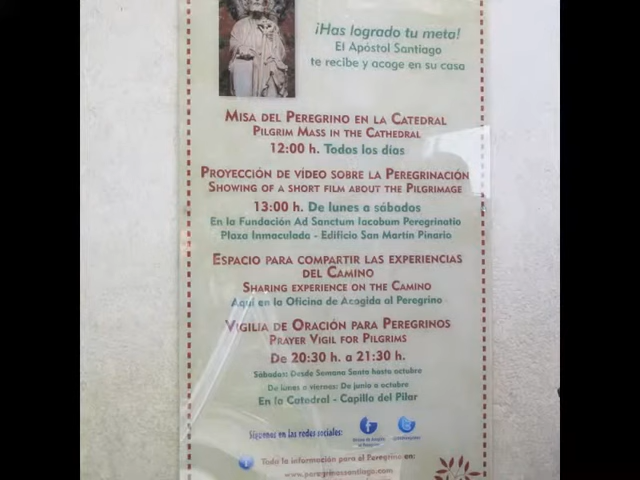 ¡Has logrado tu meta!
El Apóstol Santiago
te recibe y acoge en su casa
MISA DEL PEREGRINO EN LA CATEDRAL
PILGRIM MASS IN THE CATHEDRAL
12:00 h. Todos los días
PROYECCIÓN DE VÍDEO SOBRE LA PEREGRINACIÓN
SHOWING OF A SHORT FILM ABOUT THE PILGRIMAGE
13:00 h. De lunes a sábados
En la Fundación Ad Sanctum Iacobum Peregrinatio
Plaza Inmaculada - Edificio San Martín Pinario
ESPACIO PARA COMPARTIR LAS EXPERIENCIAS
DEL CAMINO
SHARING EXPERIENCE ON THE CAMINO
Aquí en la Oficina de Acogida al Peregrino
VIGILIA DE ORACIÓN PARA PEREGRINOS
PRAYER VIGIL FOR PILGRIMS
De 20:30 h. a 21:30 h.
Sábados: Desde Semana Santa hasta octubre
De lunes a viernes: De junio a octubre
En la Catedral - Capilla del Pilar
Síguenos en las redes sociales:
Toda la información para el Peregrino en:
www.peregrinossantiago.com